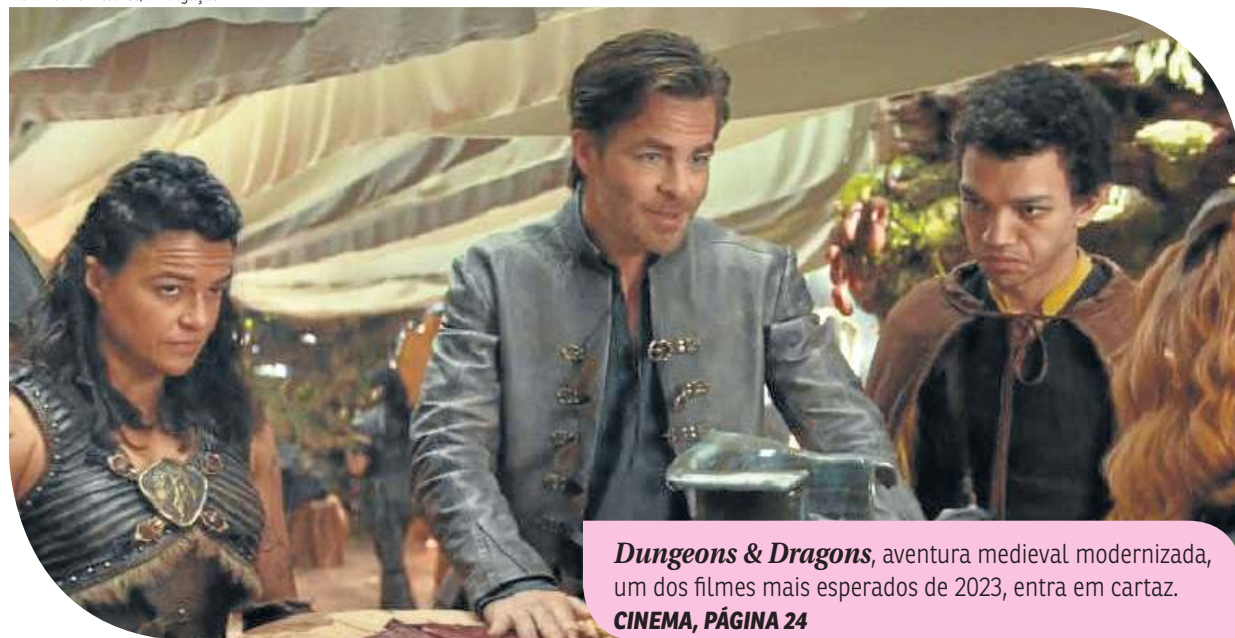 Dungeons & Dragons, aventura medieval modernizada,
um dos filmes mais esperados de 2023, entra em cartaz.
CINEMA, PÁGINA 24